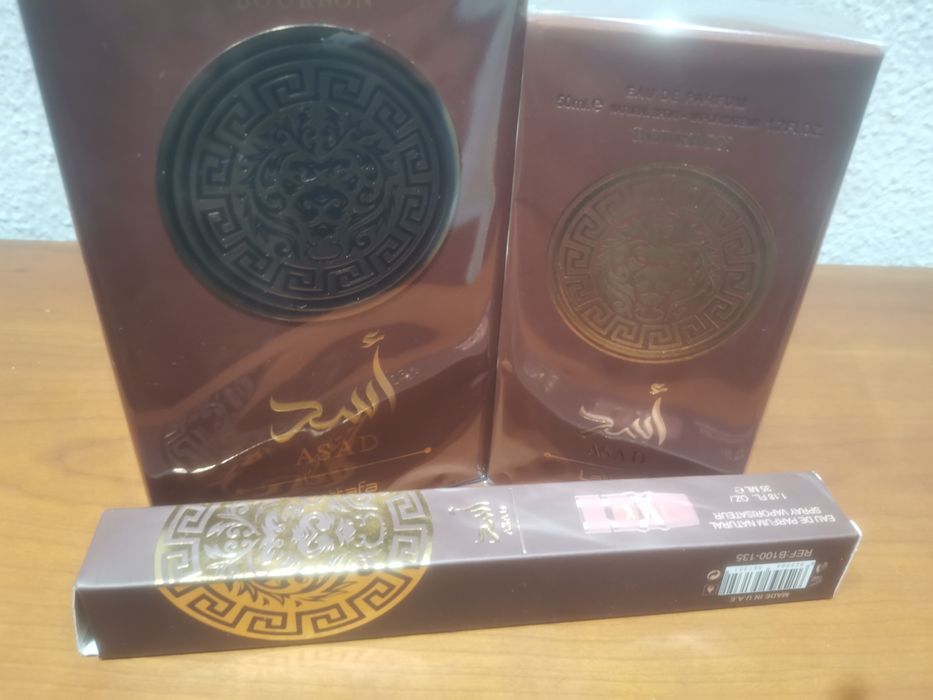 BOURBON
أسد
ASAD
EAU DE PARFUM
50ml.e
أسد
ASAD
أسد
ASAD
EAU DE PARFUM NATURAL
SPRAY VAPORISATEUR
1.18 FL. OZ./
35 ML e
REF:B100-135
MADE IN U.A.E